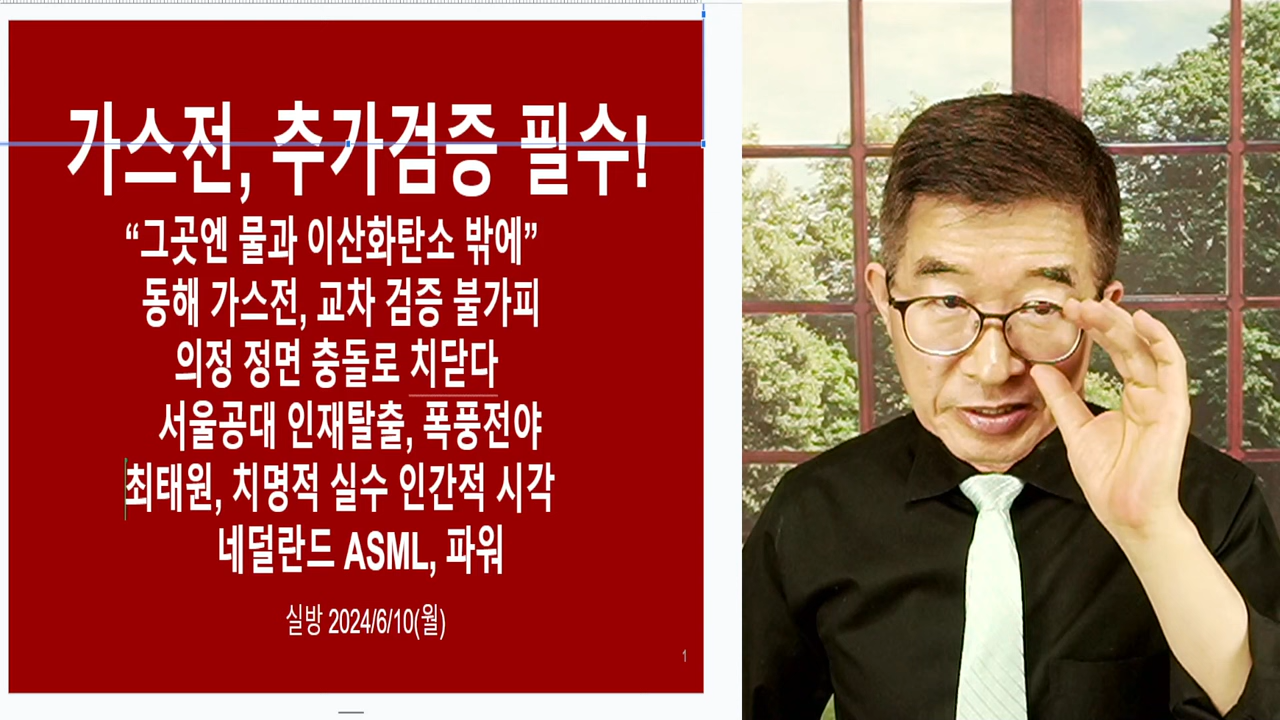 가스전, 추가검증 필수!
“그곳엔 물과 이산화탄소 밖에”
동해 가스전, 교차 검증 불가피
의정 정면 충돌로 치닫다
서울공대 인재탈출, 폭풍전야
최태원, 치명적 실수 인간적 시각
네덜란드 ASML, 파워
실방 2024/6/10(월)
1